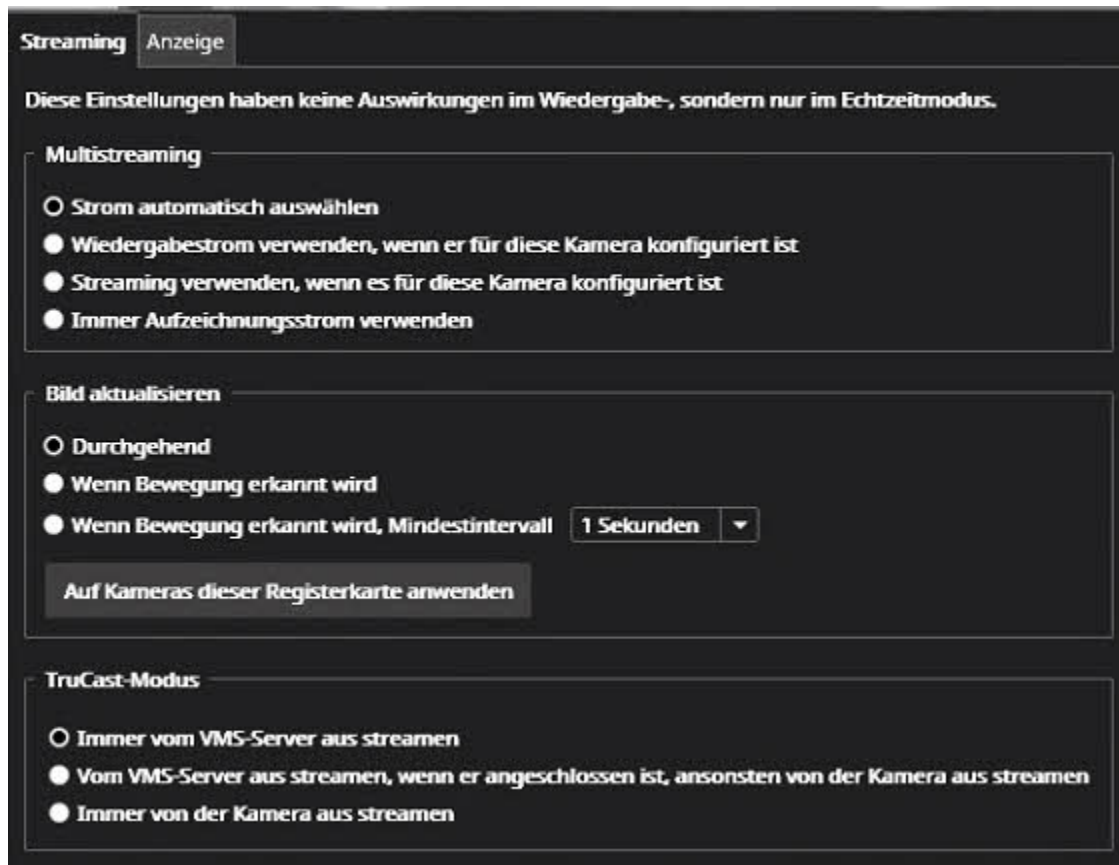 Streaming Anzeige
Diese Einstellungen haben keine Auswirkungen im Wiedergabe-, sondern nur im Echtzeitmodus.
Multistreaming
Strom automatisch auswählen
Wiedergabestrom verwenden, wenn er für diese Kamera konfiguriert ist
Streaming verwenden, wenn es für diese Kamera konfiguriert ist
Immer Aufzeichnungsstrom verwenden
Bild aktualisieren
Durchgehend
Wenn Bewegung erkannt wird
Wenn Bewegung erkannt wird, Mindestintervall 1 Sekunden
Auf Kameras dieser Registerkarte anwenden
TruCast-Modus
Immer vom VMS-Server aus streamen
Vom VMS-Server aus streamen, wenn er angeschlossen ist, ansonsten von der Kamera aus streamen
Immer von der Kamera aus streamen